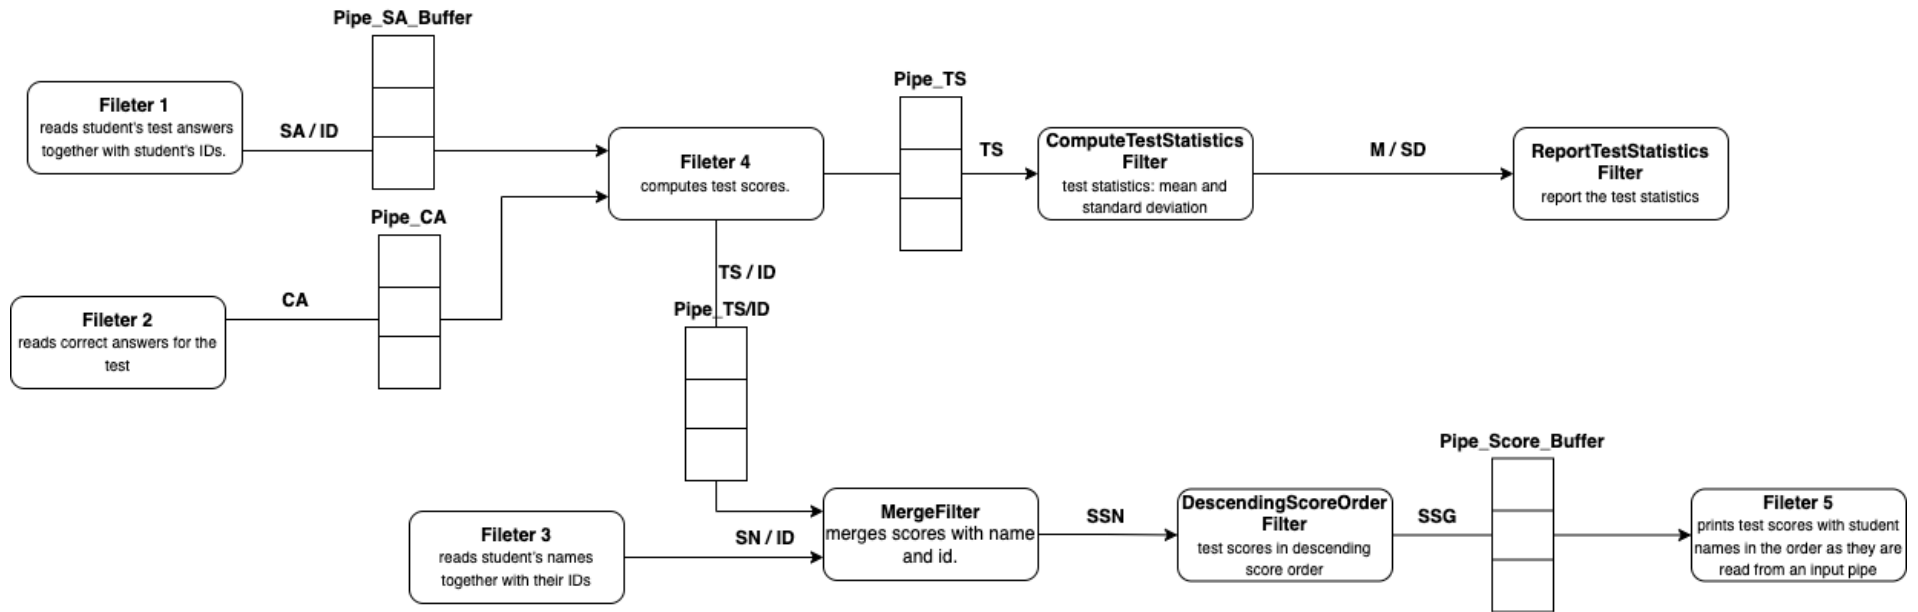 Pipe_SA_Buffer
Fileter 1
reads student's test answers
together with student's IDs.
SA / ID
Pipe_CA
Fileter 2
reads correct answers for the
test
CA
Fileter 4
computes test scores.
Pipe_TS
TS
ComputeTestStatistics
Filter
test statistics: mean and
standard deviation
M / SD
ReportTestStatistics
Filter
report the test statistics
TS / ID
Pipe_TS/ID
Fileter 3
reads student's names
together with their IDs
SN / ID
MergeFilter
merges scores with name
and id.
SSN
DescendingScoreOrder
Filter
test scores in descending
score order
SSG
Pipe_Score_Buffer
Fileter 5
prints test scores with student
names in the order as they are
read from an input pipe